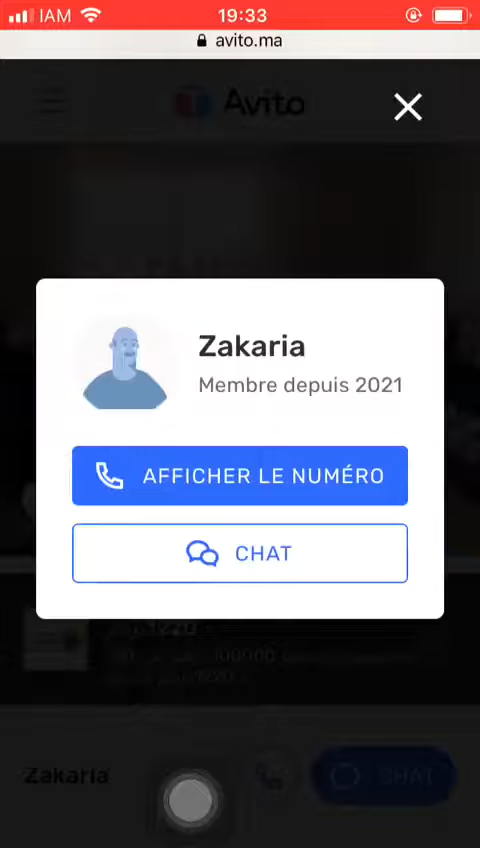 IAM
19:33
avito.ma
Avito
Zakaria
Membre depuis 2021
AFFICHER LE NUMÉRO
CHAT
Zakaria
CHAT